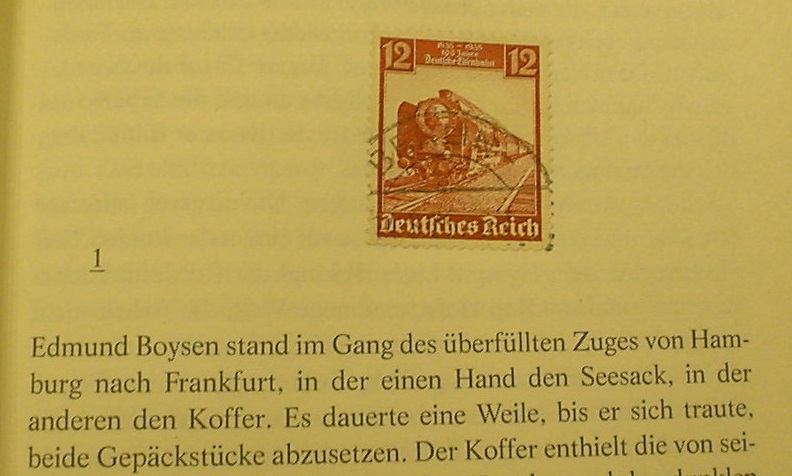 12
1835 - 1935
100 Jahre
Deutsche Eisenbahn
12
Deutsches Reich
1
Edmund Boysen stand im Gang des überfüllten Zuges von Ham-
burg nach Frankfurt, in der einen Hand den Seesack, in der
anderen den Koffer. Es dauerte eine Weile, bis er sich traute,
beide Gepäckstücke abzusetzen. Der Koffer enthielt die von sei-